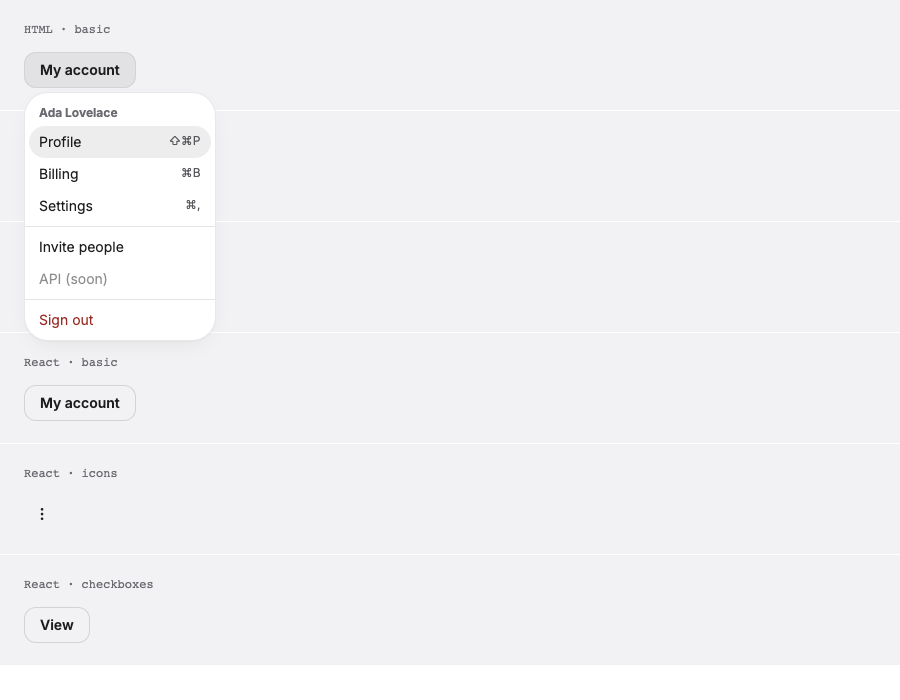 HTML · basic
My account
Ada Lovelace
Profile ⇧⌘P
Billing ⌘B
Settings ⌘,
Invite people
API (soon)
Sign out
React · basic
My account
React · icons
React · checkboxes
View